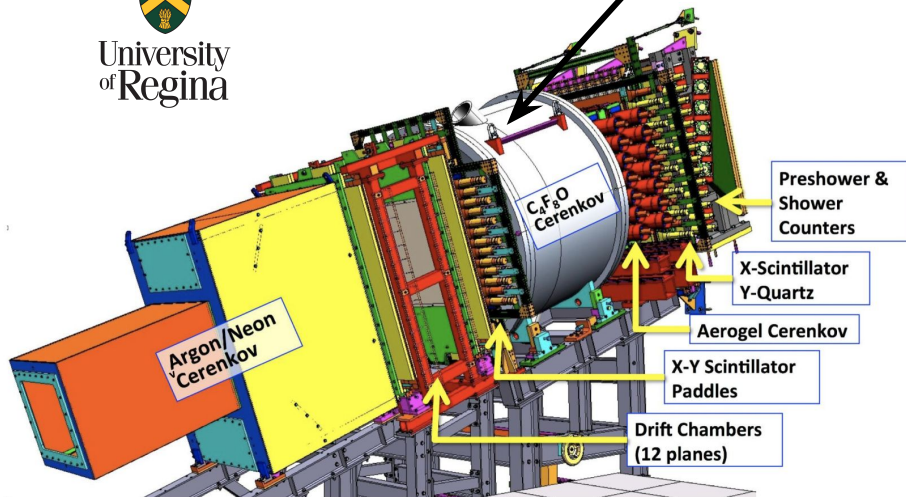 University
of Regina
C₄F₈O
Cerenkov
Argon/Neon
Cerenkov
Preshower &
Shower
Counters
X-Scintillator
Y-Quartz
Aerogel Cerenkov
X-Y Scintillator
Paddles
Drift Chambers
(12 planes)